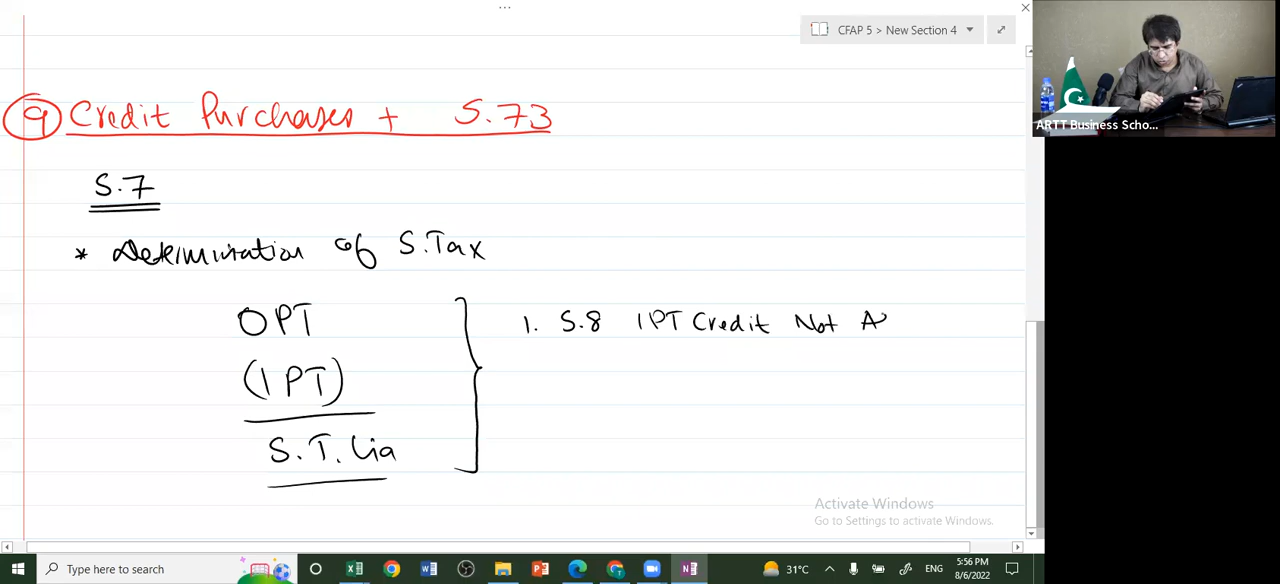 CFAP 5 > New Section 4
ARTT Business Scho...
9 Credit Purchases + S.73
S.7
* Determination of S.Tax
OPT
(IPT)
S.T. Lia
1. S.8 IPT Credit Not A
Activate Windows
Go to Settings to activate Windows.
Type here to search
31°C
ENG
5:56 PM
8/6/2022